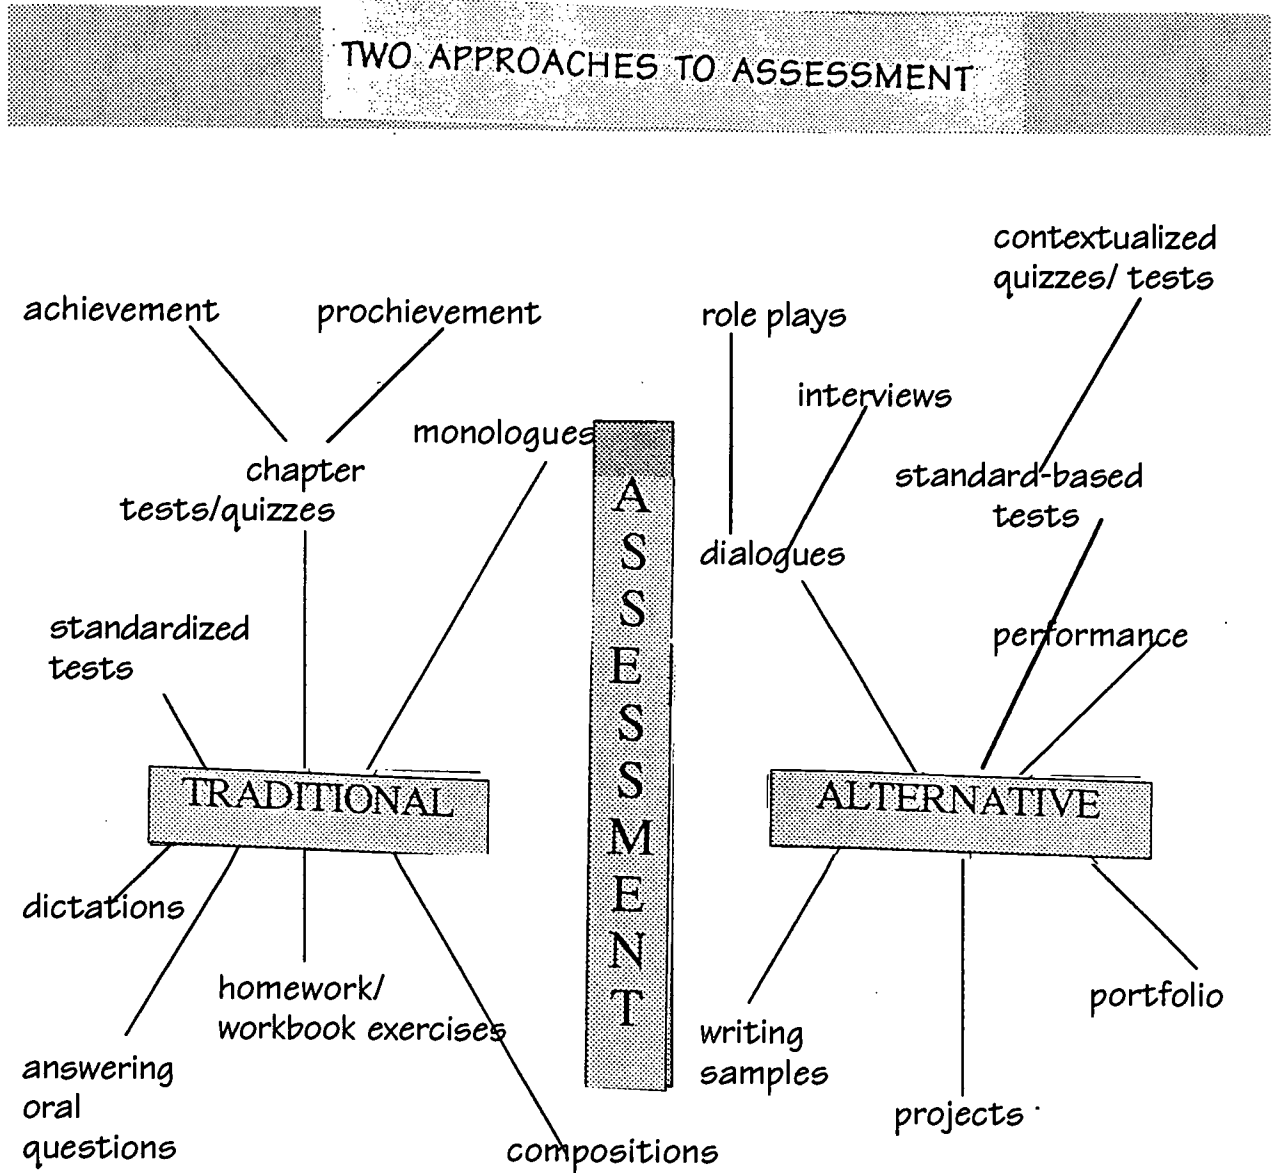 TWO APPROACHES TO ASSESSMENT
achievement
prochievement
chapter
tests/quizzes
monologues
standardized
tests
TRADITIONAL
dictations
answering
oral
questions
homework/
workbook exercises
compositions
ASSESSMENT
role plays
interviews
dialogues
contextualized
quizzes/ tests
standard-based
tests
performance
ALTERNATIVE
writing
samples
projects
portfolio